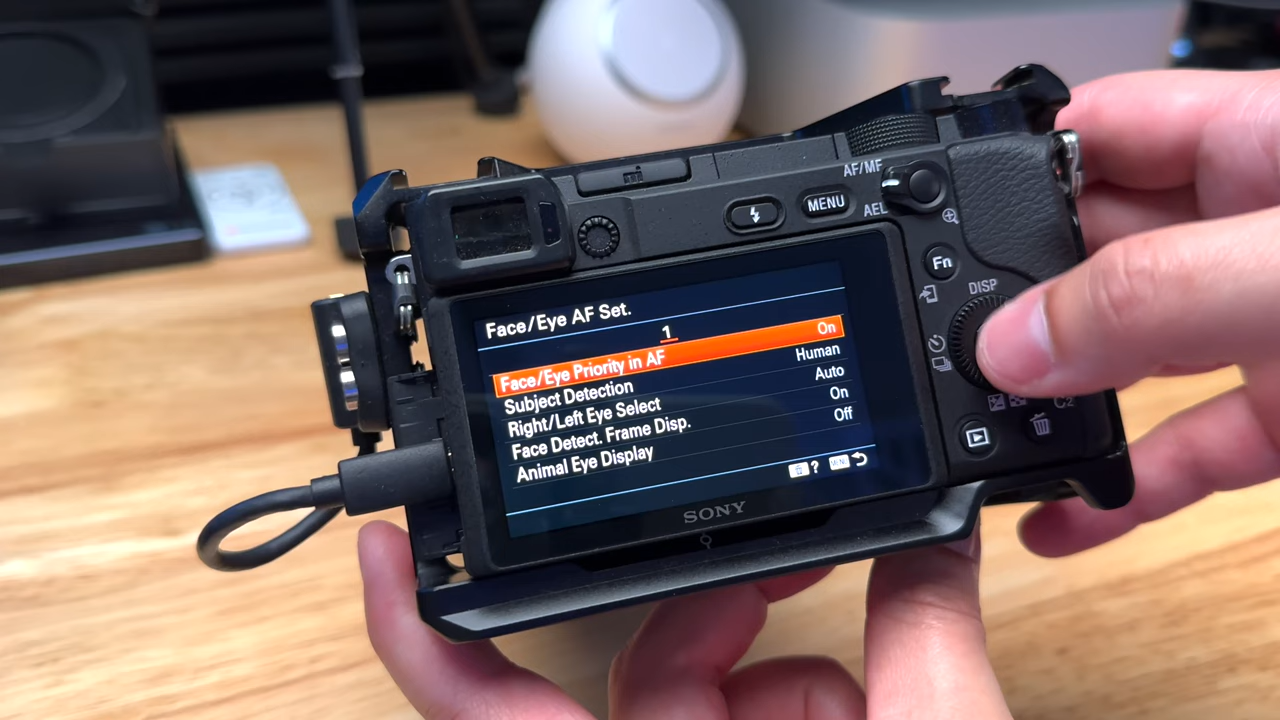 AF/MF
MENU
AEL
Fn
DISP
Face/Eye AF Set.
1
Face/Eye Priority in AF On
Subject Detection Human
Right/Left Eye Select Auto
Face Detect. Frame Disp. On
Animal Eye Display Off
? MENU
SONY
C2